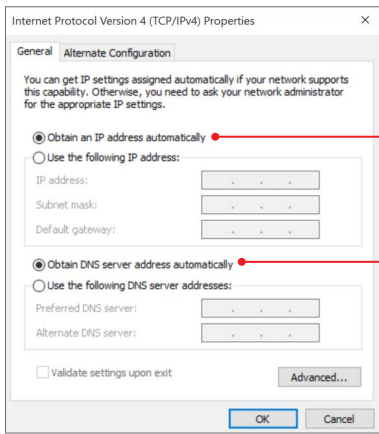 Internet Protocol Version 4 (TCP/IPv4) Properties
General Alternate Configuration
You can get IP settings assigned automatically if your network supports
this capability. Otherwise, you need to ask your network administrator
for the appropriate IP settings.
Obtain an IP address automatically
Use the following IP address:
IP address:
Subnet mask:
Default gateway:
Obtain DNS server address automatically
Use the following DNS server addresses:
Preferred DNS server:
Alternate DNS server:
Validate settings upon exit
Advanced...
OK Cancel